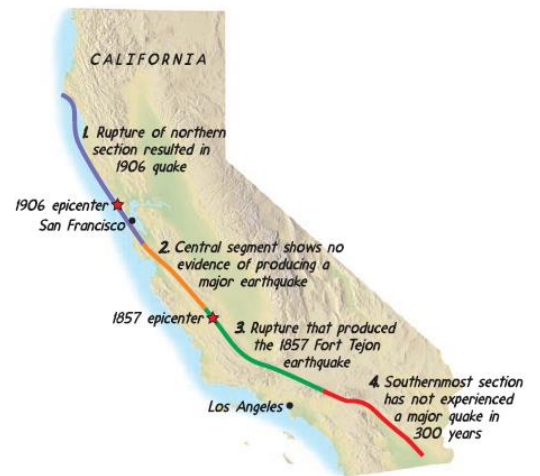 CALIFORNIA
1. Rupture of northern
section resulted in
1906 quake
1906 epicenter
San Francisco
2. Central segment shows no
evidence of producing a
major earthquake
1857 epicenter
3. Rupture that produced
the 1857 Fort Tejon
earthquake
4. Southernmost section
has not experienced
a major quake in
300 years
Los Angeles